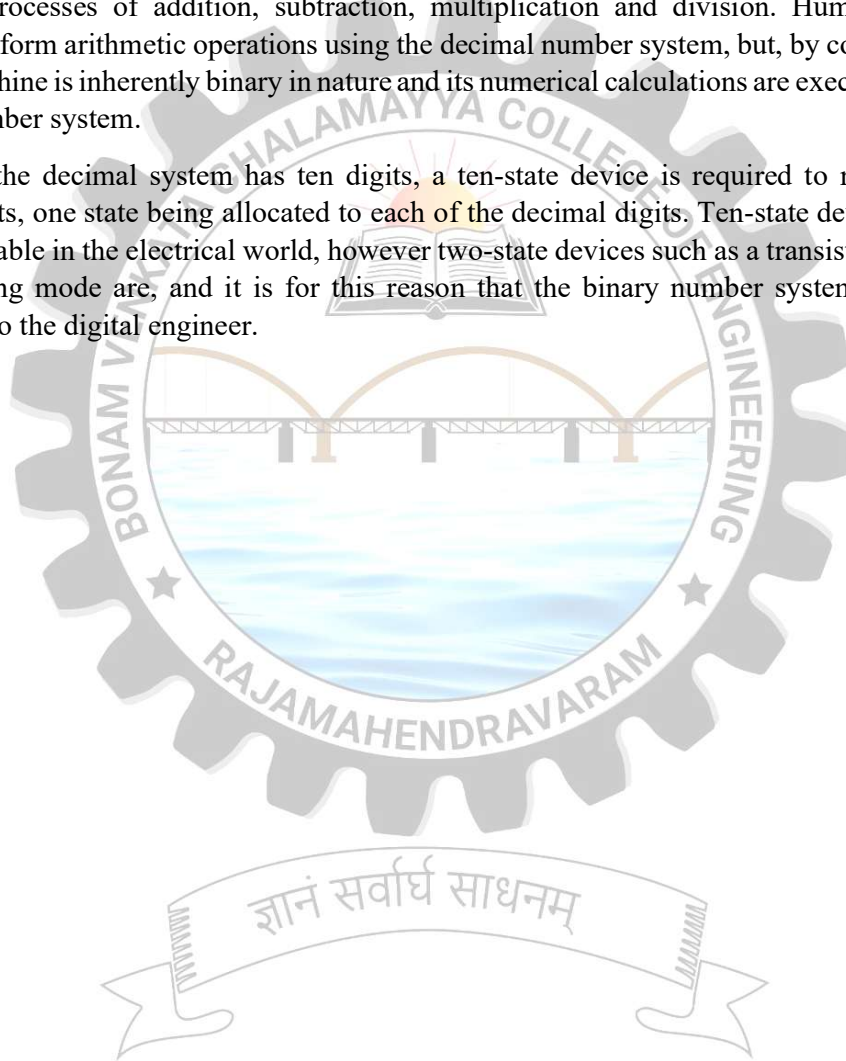 rocesses of addition, subtraction, multiplication and division. Hum
form arithmetic operations using the decimal number system, but, by co
hine is inherently binary in nature and its numerical calculations are exec
nber system.
the decimal system has ten digits, a ten-state device is required to r
ts, one state being allocated to each of the decimal digits. Ten-state de
able in the electrical world, however two-state devices such as a transist
ng mode are, and it is for this reason that the binary number system
o the digital engineer.
BONAM VENKATA CHALAMAYYA COLLEGE OF ENGINEERING
RAJAMAHENDRAVARAM
ज्ञानं सर्वार्घ साधनम्